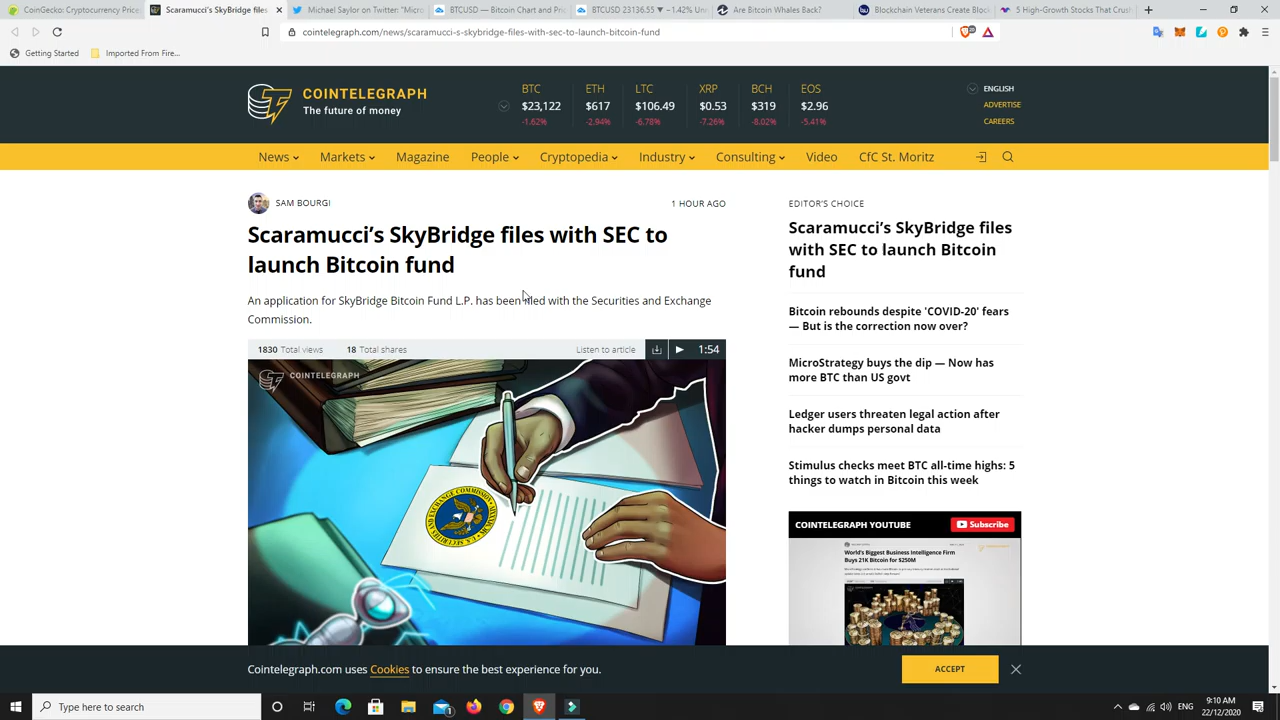 CoinGecko: Cryptocurrency Price
Scaramucci's SkyBridge files
Michael Saylor on Twitter: "Micro
BTCUSD — Bitcoin Chart and Pri
BTCUSD 23136.55 ▼ −1.42% Un
Are Bitcoin Whales Back?
Blockchain Veterans Create Block
5 High-Growth Stocks That Crush
cointelegraph.com/news/scaramucci-s-skybridge-files-with-sec-to-launch-bitcoin-fund
Getting Started
Imported From Fire...
COINTELEGRAPH
The future of money
BTC ETH LTC XRP BCH EOS
$23,122 $617 $106.49 $0.53 $319 $2.96
-1.62% -2.94% -6.78% -7.26% -8.02% -5.41%
ENGLISH
ADVERTISE
CAREERS
News Markets Magazine People Cryptopedia Industry Consulting Video CfC St. Moritz
SAM BOURGI
1 HOUR AGO
Scaramucci's SkyBridge files with SEC to
launch Bitcoin fund
An application for SkyBridge Bitcoin Fund L.P. has been filed with the Securities and Exchange
Commission.
1830 Total views 18 Total shares Listen to article 1:54
COINTELEGRAPH
EDITOR'S CHOICE
Scaramucci's SkyBridge files
with SEC to launch Bitcoin
fund
Bitcoin rebounds despite 'COVID-20' fears
— But is the correction now over?
MicroStrategy buys the dip — Now has
more BTC than US govt
Ledger users threaten legal action after
hacker dumps personal data
Stimulus checks meet BTC all-time highs: 5
things to watch in Bitcoin this week
COINTELEGRAPH YOUTUBE
Subscribe
World's Biggest Business Intelligence Firm
Buys 21K Bitcoin for $250M
Cointelegraph.com uses Cookies to ensure the best experience for you.
ACCEPT
Type here to search
ENG
9:10 AM
22/12/2020